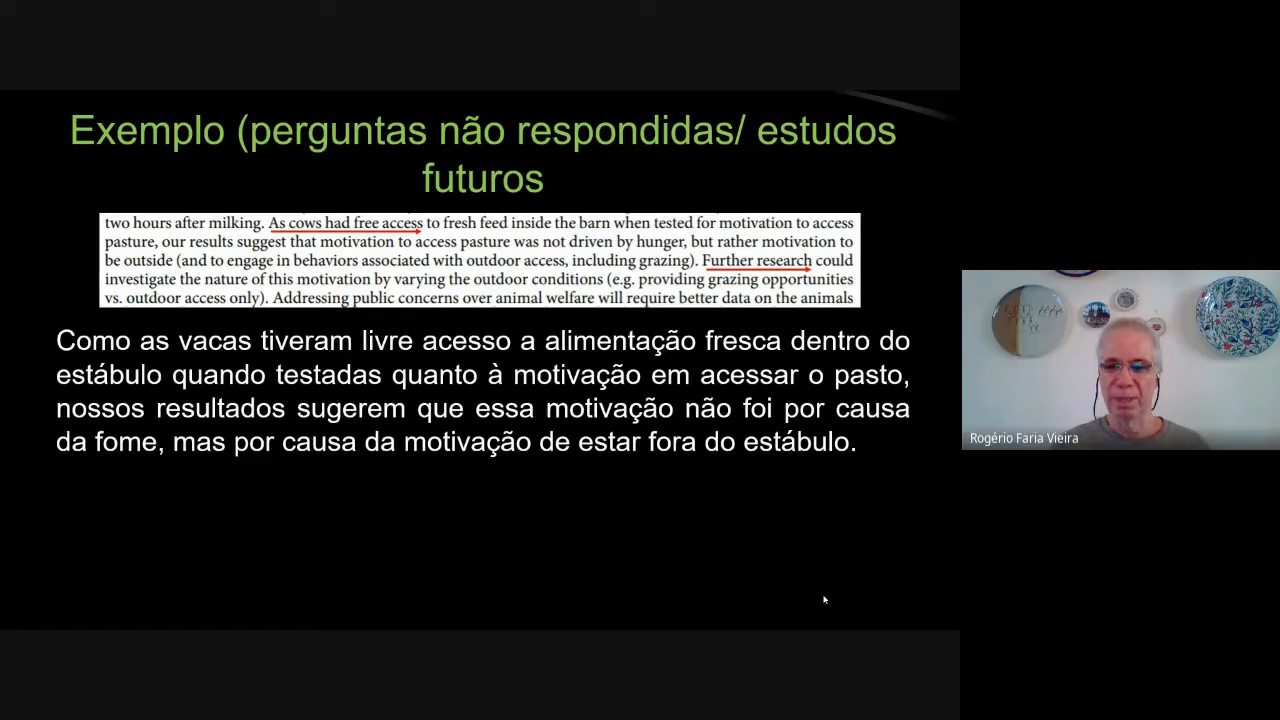 Exemplo (perguntas não respondidas/ estudos
futuros
two hours after milking. As cows had free access to fresh feed inside the barn when tested for motivation to access
pasture, our results suggest that motivation to access pasture was not driven by hunger, but rather motivation to
be outside (and to engage in behaviors associated with outdoor access, including grazing). Further research could
investigate the nature of this motivation by varying the outdoor conditions (e.g. providing grazing opportunities
vs. outdoor access only). Addressing public concerns over animal welfare will require better data on the animals
Como as vacas tiveram livre acesso a alimentação fresca dentro do
estábulo quando testadas quanto à motivação em acessar o pasto,
nossos resultados sugerem que essa motivação não foi por causa
da fome, mas por causa da motivação de estar fora do estábulo.
Rogério Faria Vieira